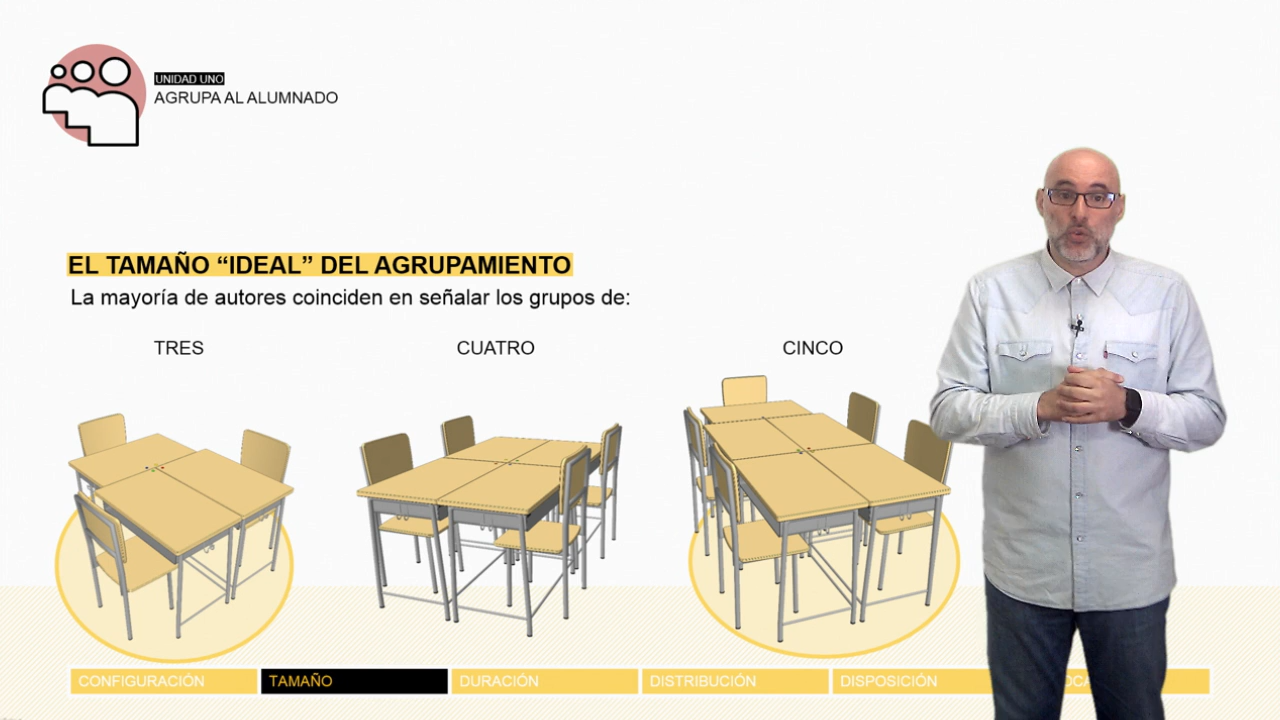 UNIDAD UNO
AGRUPA AL ALUMNADO
EL TAMAÑO “IDEAL” DEL AGRUPAMIENTO
La mayoría de autores coinciden en señalar los grupos de:
TRES
CUATRO
CINCO
CONFIGURACIÓN
TAMAÑO
DURACIÓN
DISTRIBUCIÓN
DISPOSICIÓN